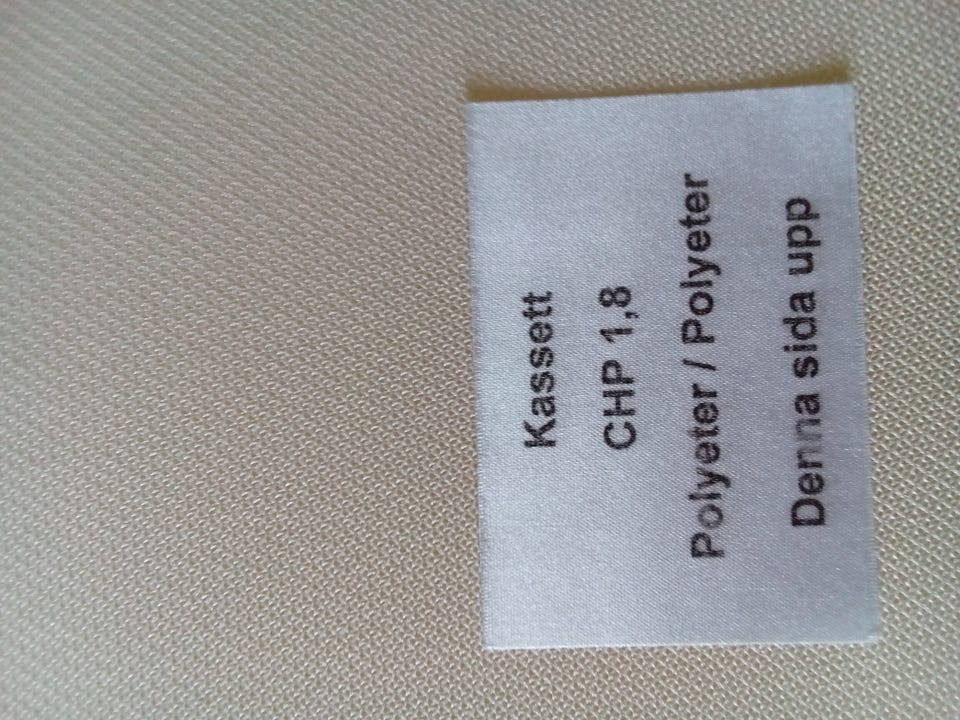 Kassett
CHP 1,8
Polyeter / Polyeter
Denna sida upp